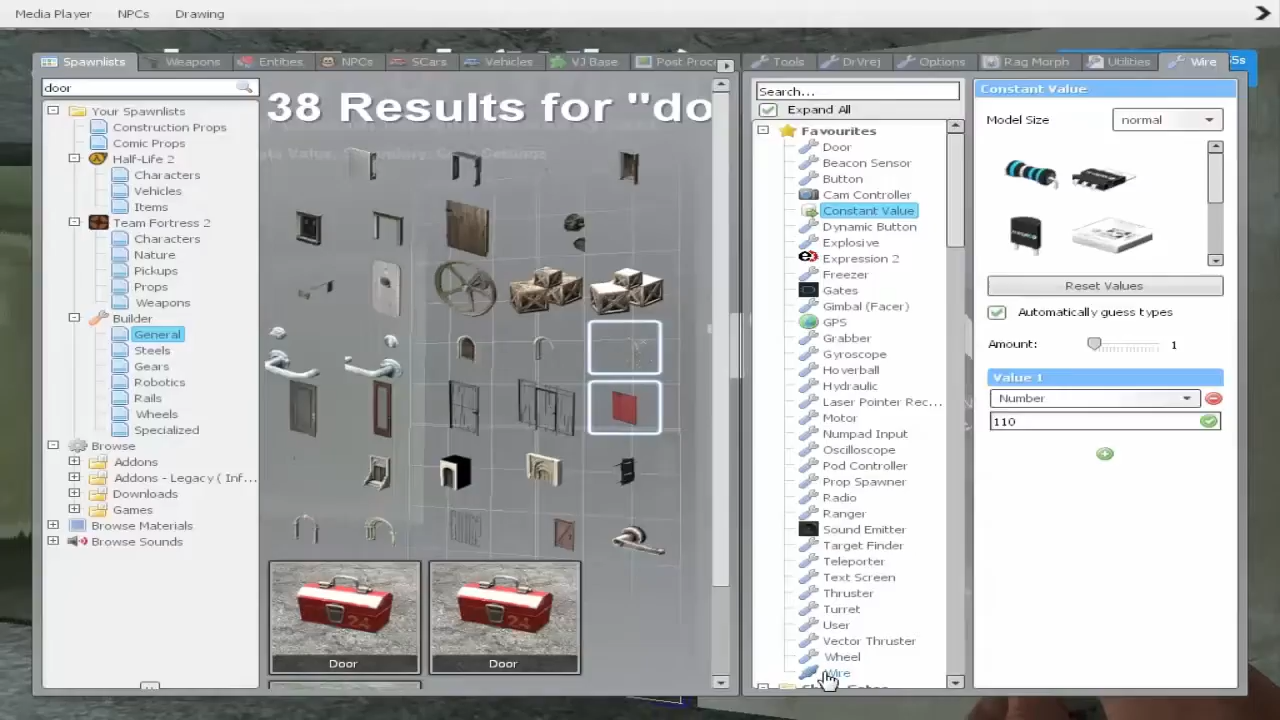 Media Player NPCs Drawing
Spawnlists Weapons Entities NPCs SCars Vehicles VJ Base Post Proc
Tools DrVrej Options Rag Morph Utilities Wire 5s
door
Your Spawnlists
Construction Props
Comic Props
Half-Life 2
Characters
Vehicles
Items
Team Fortress 2
Characters
Nature
Pickups
Props
Weapons
Builder
General
Steels
Gears
Robotics
Rails
Wheels
Specialized
Browse
Addons
Addons - Legacy ( Inf...
Downloads
Games
Browse Materials
Browse Sounds
38 Results for "do
Door
Door
Search...
Expand All
Favourites
Door
Beacon Sensor
Button
Cam Controller
Constant Value
Dynamic Button
Explosive
Expression 2
Freezer
Gates
Gimbal (Facer)
GPS
Grabber
Gyroscope
Hoverball
Hydraulic
Laser Pointer Rec...
Motor
Numpad Input
Oscilloscope
Pod Controller
Prop Spawner
Radio
Ranger
Sound Emitter
Target Finder
Teleporter
Text Screen
Thruster
Turret
User
Vector Thruster
Wheel
Wire
Constant Value
Model Size normal
Reset Values
Automatically guess types
Amount: 1
Value 1
Number
110